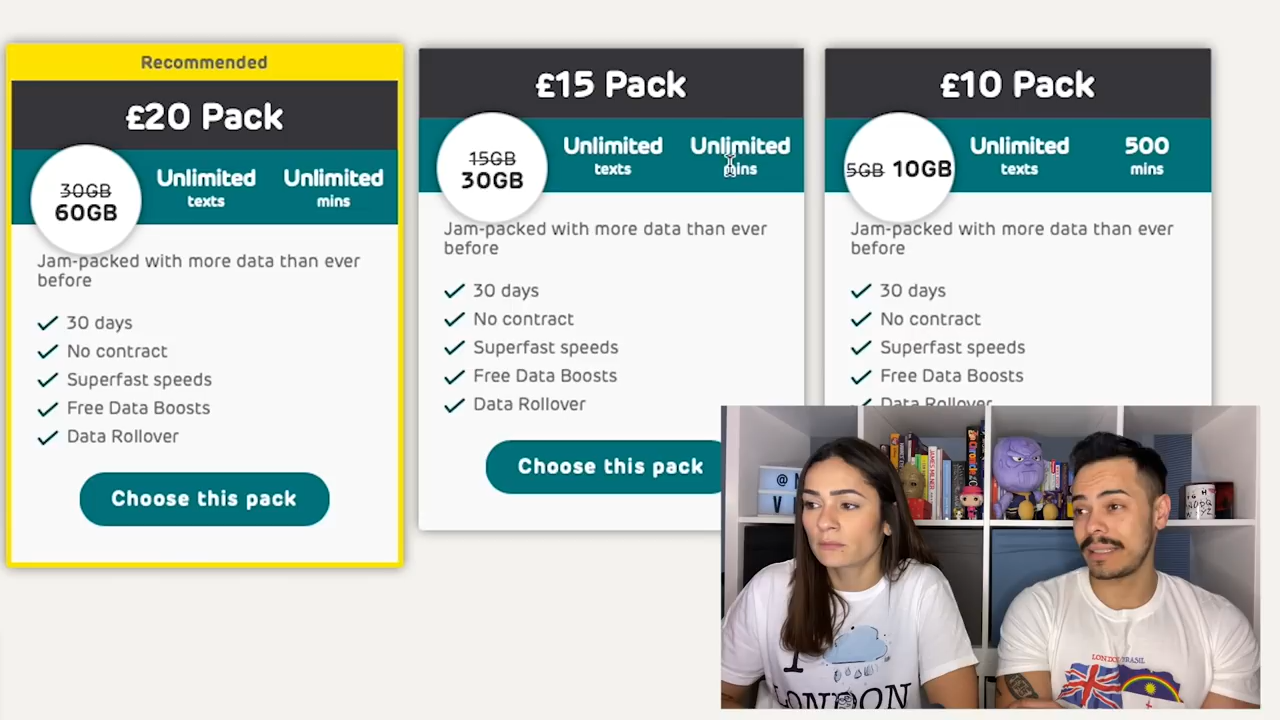 Recommended
£20 Pack
30GB
60GB
Unlimited
texts
Unlimited
mins
Jam-packed with more data than ever
before
30 days
No contract
Superfast speeds
Free Data Boosts
Data Rollover
Choose this pack
£15 Pack
15GB
30GB
Unlimited
texts
Unlimited
mins
Jam-packed with more data than ever
before
30 days
No contract
Superfast speeds
Free Data Boosts
Data Rollover
Choose this pack
£10 Pack
5GB 10GB
Unlimited
texts
500
mins
Jam-packed with more data than ever
before
30 days
No contract
Superfast speeds
Free Data Boosts
Data Rollover
@
V
I
LONDON
LONDON BRASIL